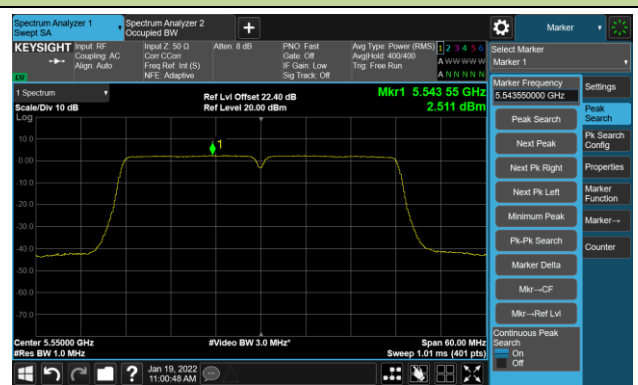 Spectrum Analyzer 1
Swept SA
Spectrum Analyzer 2
Occupied BW
Marker
KEYSIGHT
Input: RF
Coupling: AC
Align: Auto
Input Z: 50 Ω
Corr CCorr
Freq Ref: Int (S)
NFE: Adaptive
Atten: 8 dB
PNO: Fast
Gate: Off
IF Gain: Low
Sig Track: Off
Avg Type: Power (RMS)
Avg|Hold: 400/400
Trig: Free Run
1 2 3 4 5 6
A W W W W W
A N N N N N
LW
Select Marker
Marker 1
1 Spectrum
Scale/Div 10 dB
Log
Ref Lvl Offset 22.40 dB
Ref Level 20.00 dBm
Mkr1 5.543 55 GHz
2.511 dBm
1
10.0
0.00
-10.0
-20.0
-30.0
-40.0
-50.0
-60.0
-70.0
Center 5.55000 GHz
#Res BW 1.0 MHz
#Video BW 3.0 MHz*
Span 60.00 MHz
Sweep 1.01 ms (401 pts)
Marker Frequency
5.543550000 GHz
Peak Search
Next Peak
Next Pk Right
Next Pk Left
Minimum Peak
Pk-Pk Search
Marker Delta
Mkr→CF
Mkr→Ref Lvl
Continuous Peak
Search
On
Off
Settings
Peak
Search
Pk Search
Config
Properties
Marker
Function
Marker→
Counter
?
Jan 19, 2022
11:00:48 AM